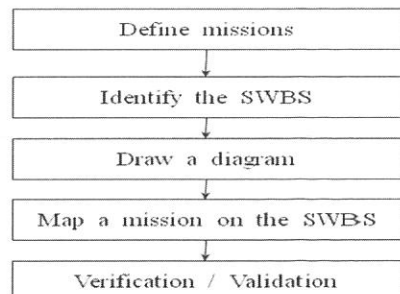 Define missions
Identify the SWBS
Draw a diagram
Map a mission on the SWBS
Verification / Validation